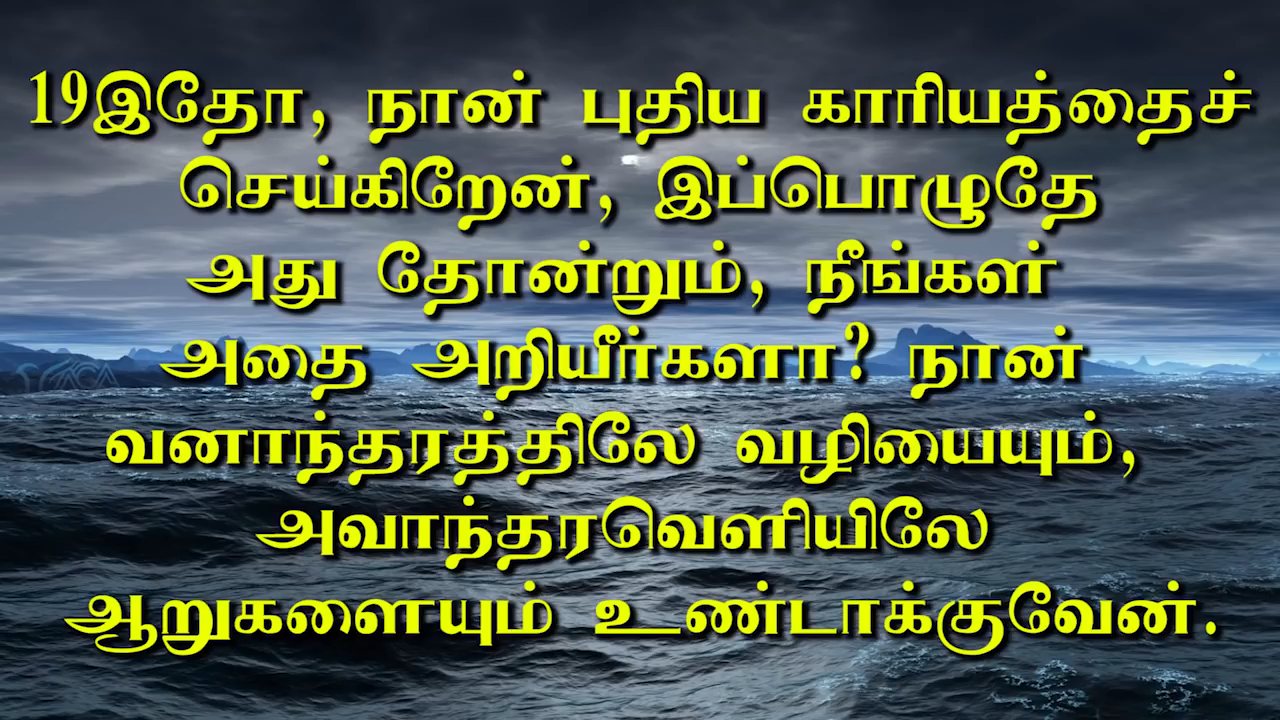 19இதோ, நான் புதிய காரியத்தைச்
செய்கிறேன், இப்பொழுதே
அது தோன்றும், நீங்கள்
அதை அறியீர்களா? நான்
வனாந்தரத்திலே வழியையும்,
அவாந்தரவெளியிலே
ஆறுகளையும் உண்டாக்குவேன்.